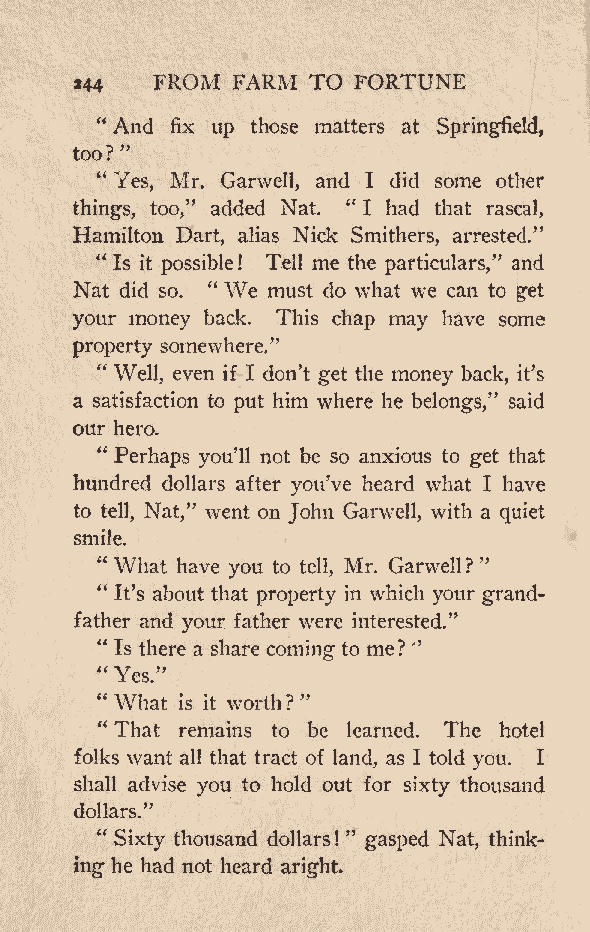 244 FROM FARM TO FORTUNE
“ And fix up those matters at Springfield,
too? ”
“ Yes, Mr. Garwell, and I did some other
things, too,” added Nat. “ I had that rascal,
Hamilton Dart, alias Nick Smithers, arrested.”
“ Is it possible! Tell me the particulars,” and
Nat did so. “ We must do what we can to get
your money back. This chap may have some
property somewhere.”
“ Well, even if I don’t get the money back, it’s
a satisfaction to put him where he belongs,” said
our hero.
“ Perhaps you’ll not be so anxious to get that
hundred dollars after you’ve heard what I have
to tell, Nat,” went on John Garwell, with a quiet
smile.
“ What have you to tell, Mr. Garwell? ”
“ It’s about that property in which your grand-
father and your father were interested.”
“ Is there a share coming to me? ”
“ Yes.”
“ What is it worth? ”
“ That remains to be learned. The hotel
folks want all that tract of land, as I told you. I
shall advise you to hold out for sixty thousand
dollars.”
“ Sixty thousand dollars! ” gasped Nat, think-
ing he had not heard aright.